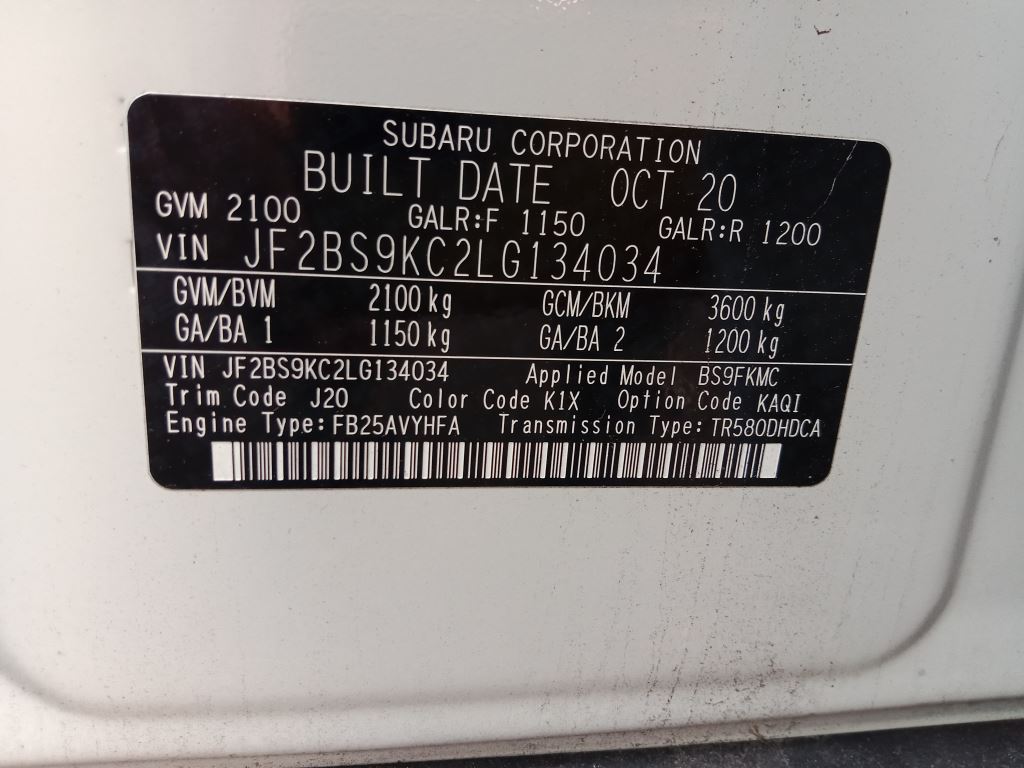 SUBARU CORPORATION
BUILT DATE OCT 20
GVM 2100 GALR:F 1150 GALR:R 1200
VIN JF2BS9KC2LG134034
GVM/BVM 2100 kg GCM/BKM 3600 kg
GA/BA 1 1150 kg GA/BA 2 1200 kg
VIN JF2BS9KC2LG134034 Applied Model BS9FKMC
Trim Code J20 Color Code K1X Option Code KAQI
Engine Type:FB25AVYHFA Transmission Type:TR580DHDCA